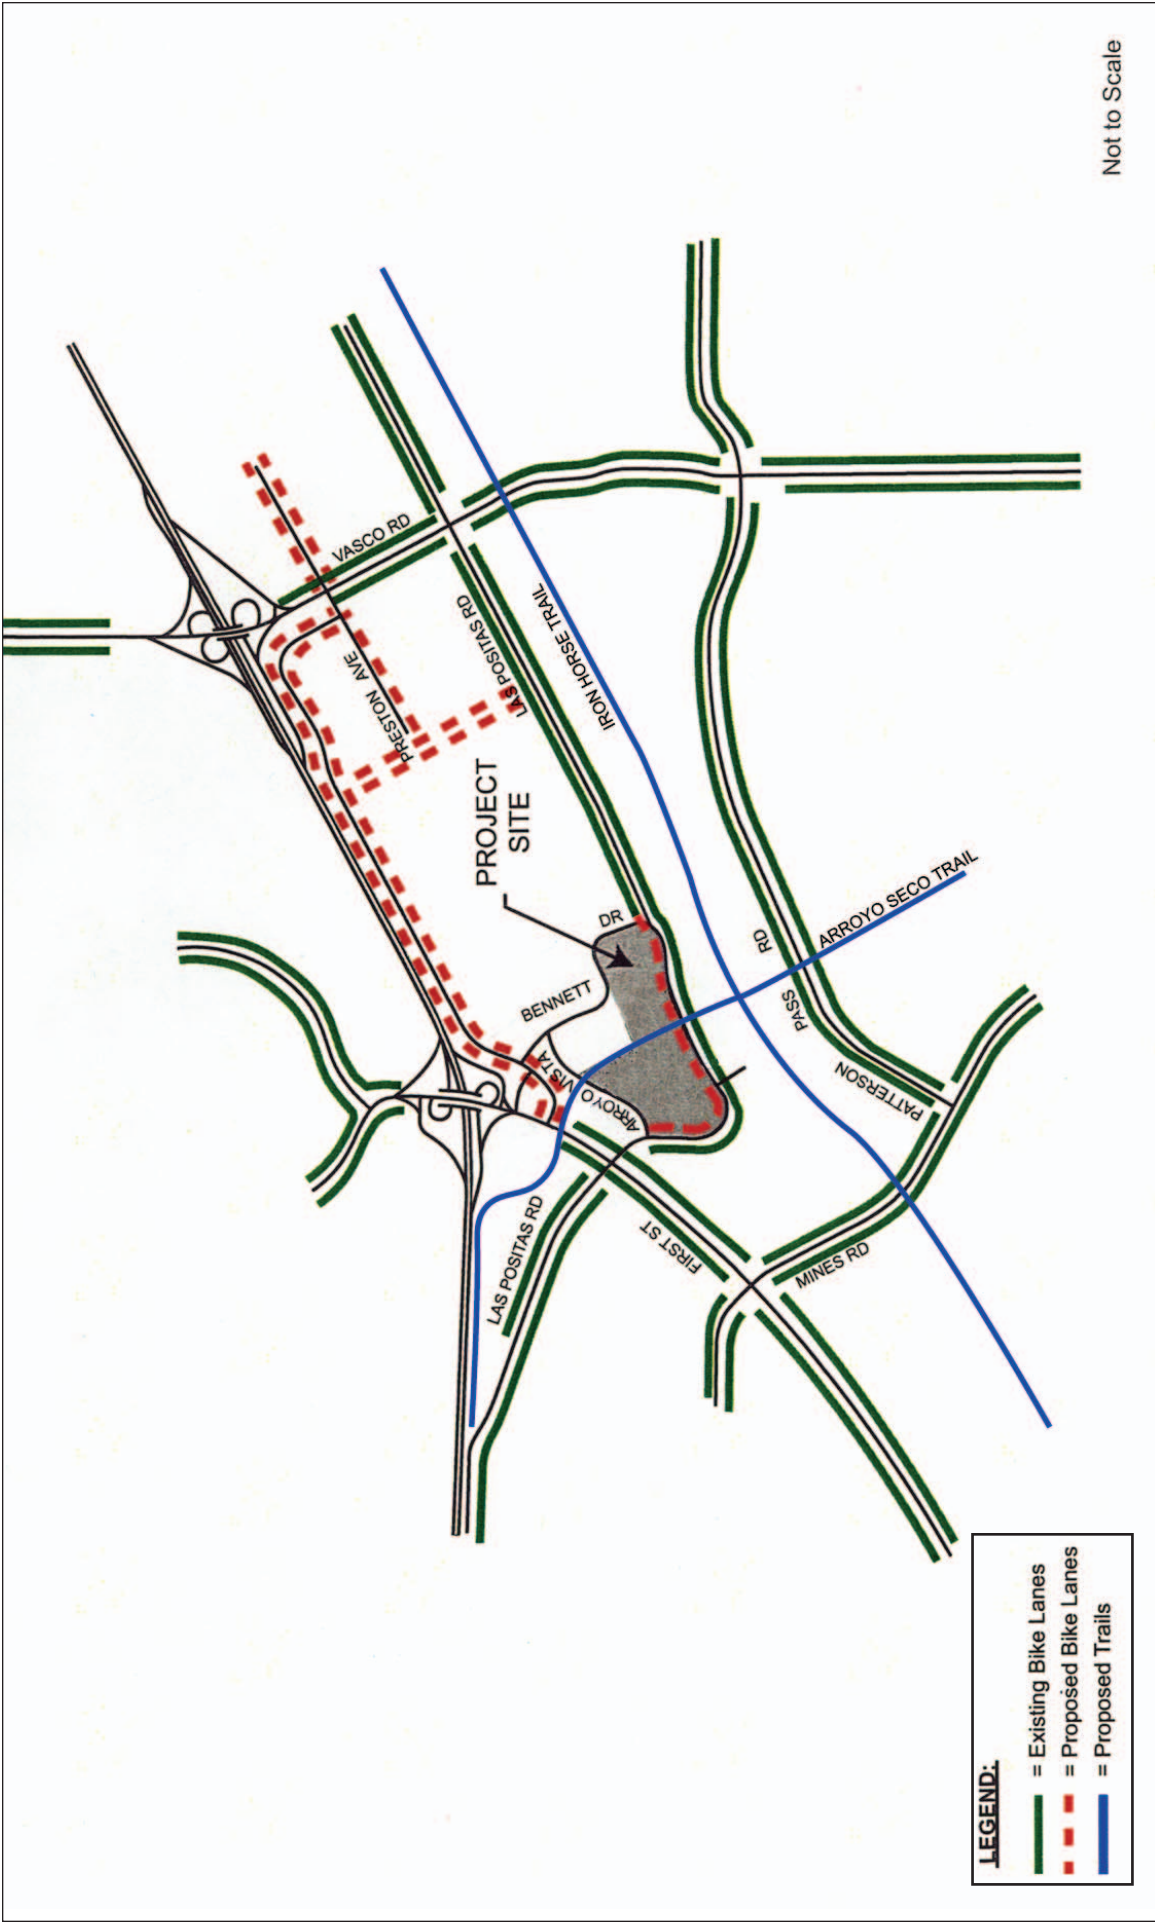 Not to Scale
VASCO RD
PRESTON AVE
LAS POSITAS RD
IRON HORSE TRAIL
PROJECT
SITE
BENNETT DR
ARROYO VISTA
ARROYO SECO TRAIL
PATTERSON PASS RD
LAS POSITAS RD
FIRST ST
MINES RD
LEGEND:
= Existing Bike Lanes
= Proposed Bike Lanes
= Proposed Trails